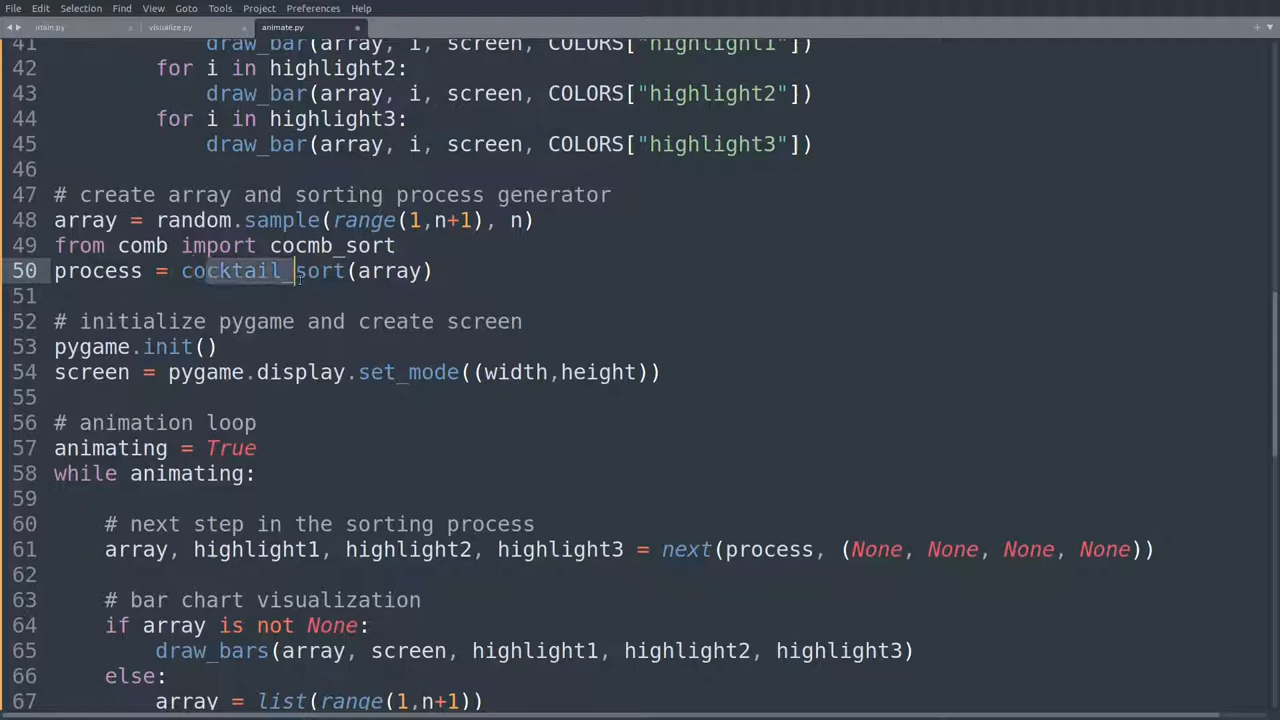 File Edit Selection Find View Goto Tools Project Preferences Help
main.py visualize.py animate.py
41 draw_bar(array, i, screen, COLORS["highlight1"])
42 for i in highlight2:
43 draw_bar(array, i, screen, COLORS["highlight2"])
44 for i in highlight3:
45 draw_bar(array, i, screen, COLORS["highlight3"])
46
47 # create array and sorting process generator
48 array = random.sample(range(1,n+1), n)
49 from comb import cocmb_sort
50 process = cocktail_sort(array)
51
52 # initialize pygame and create screen
53 pygame.init()
54 screen = pygame.display.set_mode((width,height))
55
56 # animation loop
57 animating = True
58 while animating:
59
60 # next step in the sorting process
61 array, highlight1, highlight2, highlight3 = next(process, (None, None, None, None))
62
63 # bar chart visualization
64 if array is not None:
65 draw_bars(array, screen, highlight1, highlight2, highlight3)
66 else:
67 array = list(range(1,n+1))